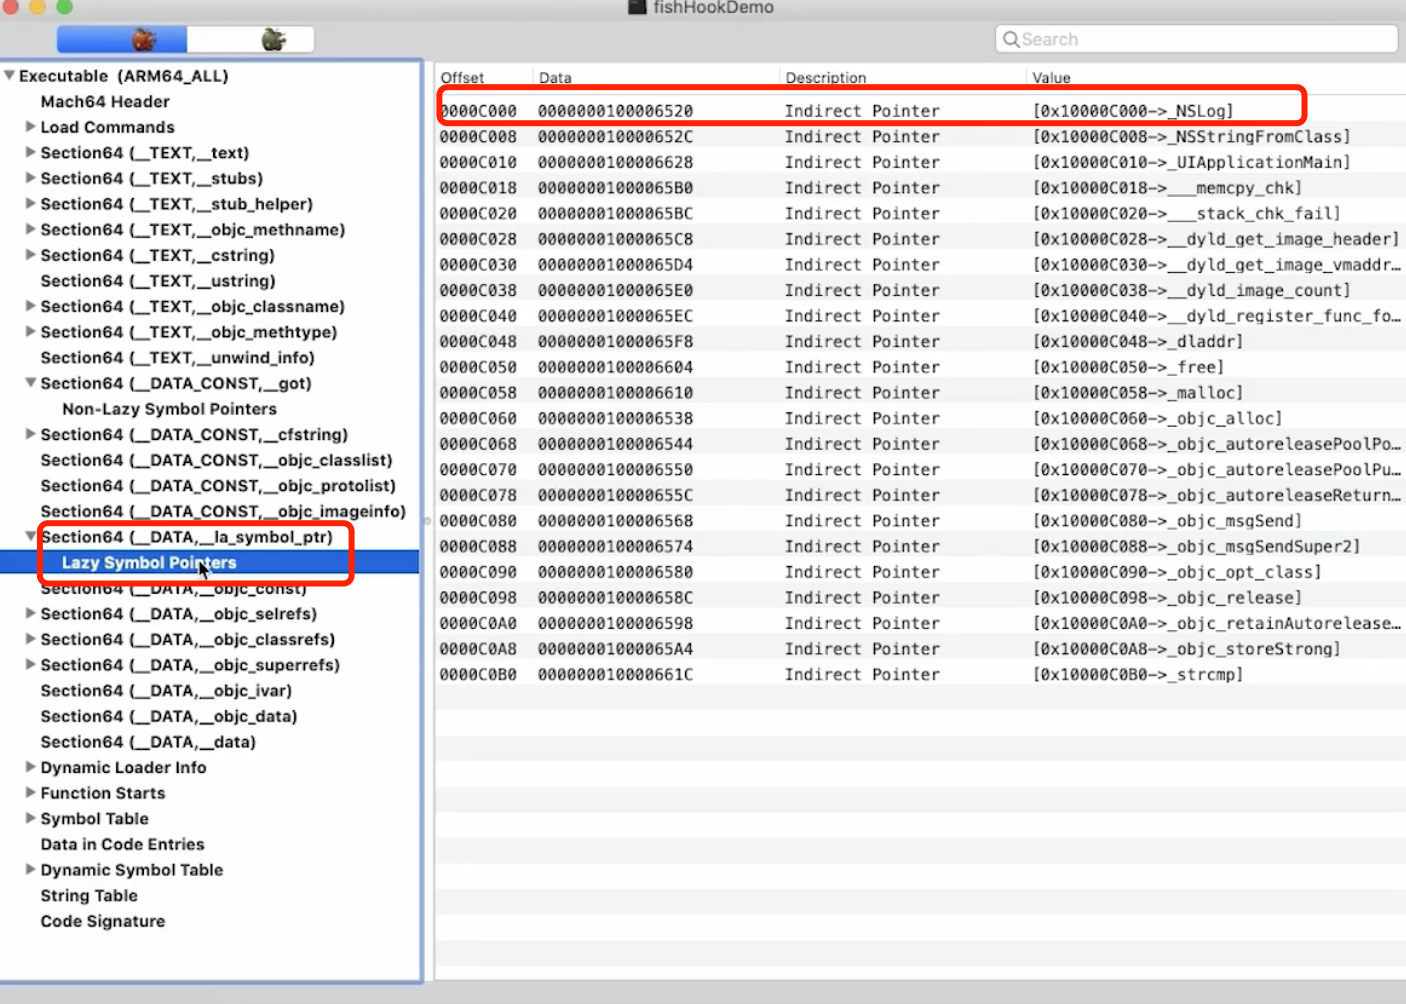 fishHookDemo
Search
Executable (ARM64_ALL)
Mach64 Header
Load Commands
Section64 (__TEXT,__text)
Section64 (__TEXT,__stubs)
Section64 (__TEXT,__stub_helper)
Section64 (__TEXT,__objc_methname)
Section64 (__TEXT,__cstring)
Section64 (__TEXT,__ustring)
Section64 (__TEXT,__objc_classname)
Section64 (__TEXT,__objc_methtype)
Section64 (__TEXT,__unwind_info)
Section64 (__DATA_CONST,__got)
Non-Lazy Symbol Pointers
Section64 (__DATA_CONST,__cfstring)
Section64 (__DATA_CONST,__objc_classlist)
Section64 (__DATA_CONST,__objc_protolist)
Section64 (__DATA_CONST,__objc_imageinfo)
Section64 (__DATA,__la_symbol_ptr)
Lazy Symbol Pointers
Section64 (__DATA,__objc_const)
Section64 (__DATA,__objc_selrefs)
Section64 (__DATA,__objc_classrefs)
Section64 (__DATA,__objc_superrefs)
Section64 (__DATA,__objc_ivar)
Section64 (__DATA,__objc_data)
Section64 (__DATA,__data)
Dynamic Loader Info
Function Starts
Symbol Table
Data in Code Entries
Dynamic Symbol Table
String Table
Code Signature
Offset Data Description Value
0000C000 0000000100006520 Indirect Pointer [0x10000C000->_NSLog]
0000C008 000000010000652C Indirect Pointer [0x10000C008->_NSStringFromClass]
0000C010 0000000100006628 Indirect Pointer [0x10000C010->_UIApplicationMain]
0000C018 00000001000065B0 Indirect Pointer [0x10000C018->___memcpy_chk]
0000C020 00000001000065BC Indirect Pointer [0x10000C020->___stack_chk_fail]
0000C028 00000001000065C8 Indirect Pointer [0x10000C028->__dyld_get_image_header]
0000C030 00000001000065D4 Indirect Pointer [0x10000C030->__dyld_get_image_vmaddr…
0000C038 00000001000065E0 Indirect Pointer [0x10000C038->__dyld_image_count]
0000C040 00000001000065EC Indirect Pointer [0x10000C040->__dyld_register_func_fo…
0000C048 00000001000065F8 Indirect Pointer [0x10000C048->_dladdr]
0000C050 0000000100006604 Indirect Pointer [0x10000C050->_free]
0000C058 0000000100006610 Indirect Pointer [0x10000C058->_malloc]
0000C060 0000000100006538 Indirect Pointer [0x10000C060->_objc_alloc]
0000C068 0000000100006544 Indirect Pointer [0x10000C068->_objc_autoreleasePoolPo…
0000C070 0000000100006550 Indirect Pointer [0x10000C070->_objc_autoreleasePoolPu…
0000C078 000000010000655C Indirect Pointer [0x10000C078->_objc_autoreleaseReturn…
0000C080 0000000100006568 Indirect Pointer [0x10000C080->_objc_msgSend]
0000C088 0000000100006574 Indirect Pointer [0x10000C088->_objc_msgSendSuper2]
0000C090 0000000100006580 Indirect Pointer [0x10000C090->_objc_opt_class]
0000C098 000000010000658C Indirect Pointer [0x10000C098->_objc_release]
0000C0A0 0000000100006598 Indirect Pointer [0x10000C0A0->_objc_retainAutorelease…
0000C0A8 00000001000065A4 Indirect Pointer [0x10000C0A8->_objc_storeStrong]
0000C0B0 000000010000661C Indirect Pointer [0x10000C0B0->_strcmp]